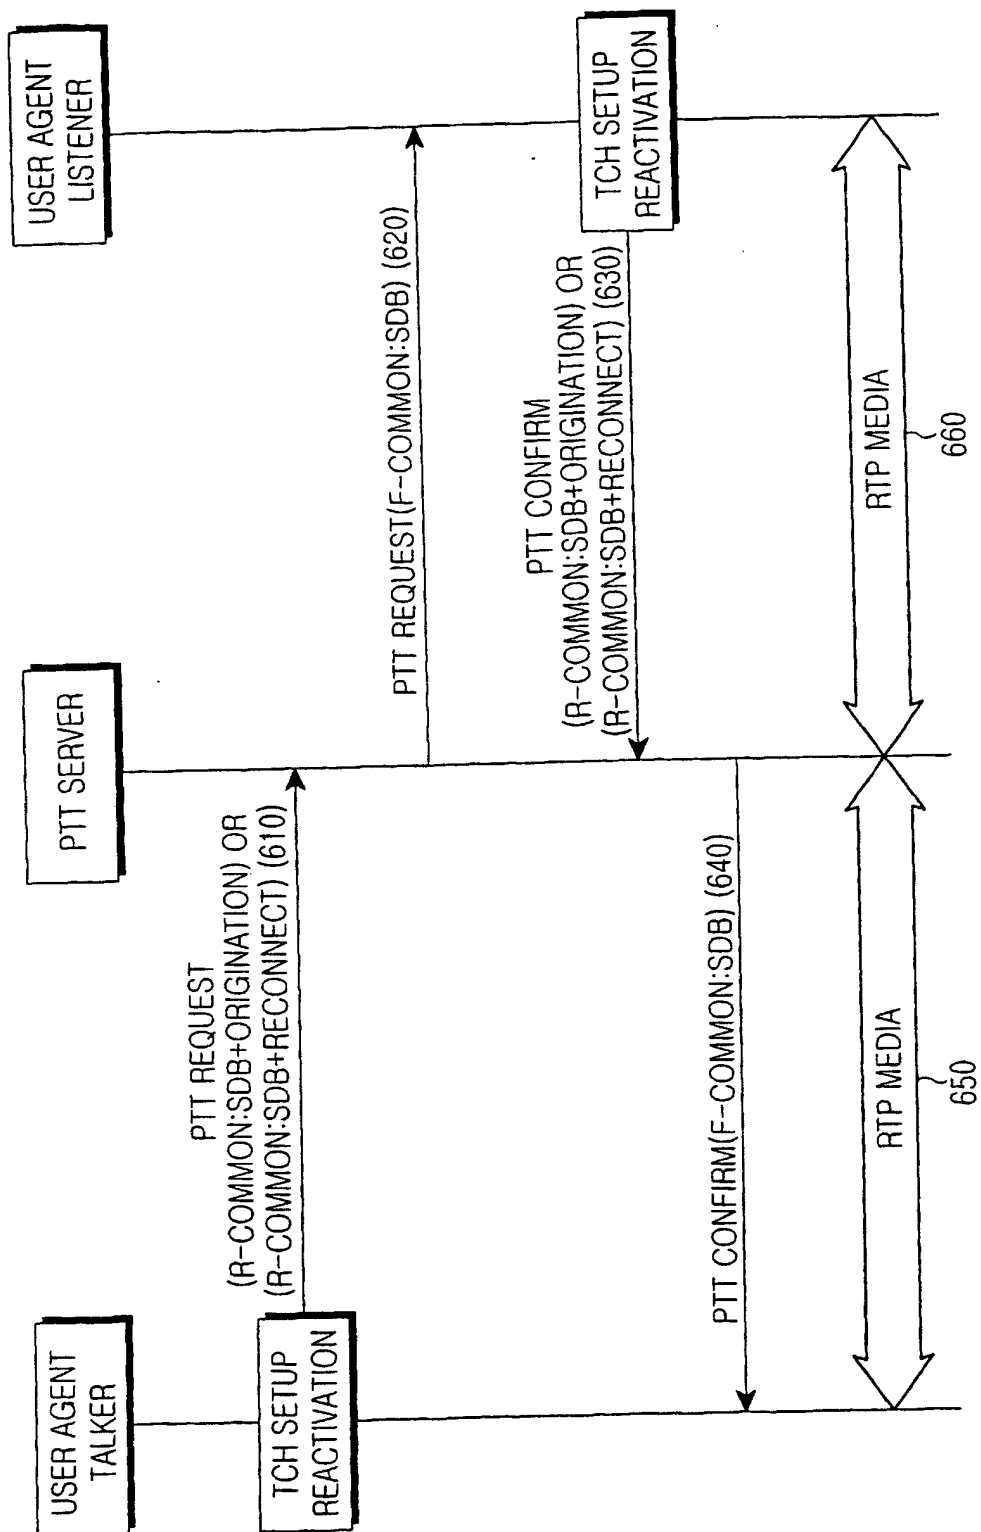 USER AGENT
TALKER
PTT SERVER
USER AGENT
LISTENER
TCH SETUP
REACTIVATION
PTT REQUEST
(R-COMMON:SDB+ORIGINATION) OR
(R-COMMON:SDB+RECONNECT) (610)
PTT REQUEST(F-COMMON:SDB) (620)
TCH SETUP
REACTIVATION
PTT CONFIRM
(R-COMMON:SDB+ORIGINATION) OR
(R-COMMON:SDB+RECONNECT) (630)
PTT CONFIRM(F-COMMON:SDB) (640)
RTP MEDIA
650
RTP MEDIA
660